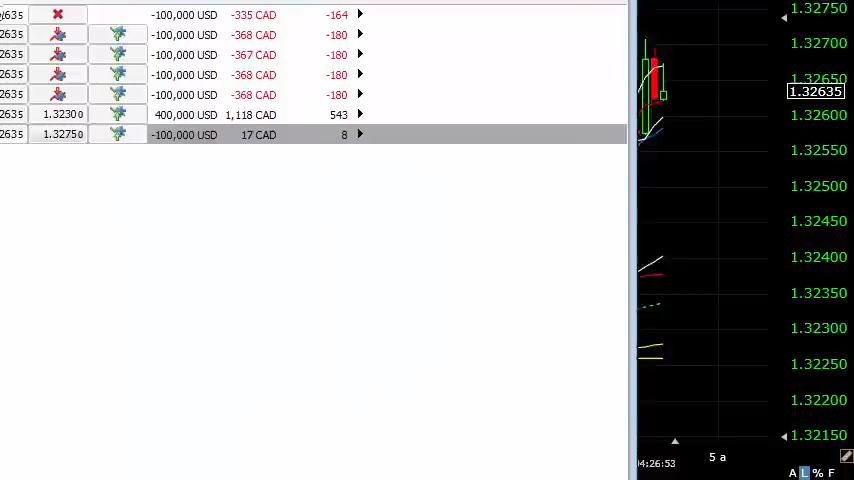 2635 -100,000 USD -335 CAD -164
2635 -100,000 USD -368 CAD -180
2635 -100,000 USD -367 CAD -180
2635 -100,000 USD -368 CAD -180
2635 -100,000 USD -368 CAD -180
2635 1.32300 400,000 USD 1,118 CAD 543
2635 1.32750 -100,000 USD 17 CAD 8
1.32750
1.32700
1.32650
1.32635
1.32600
1.32550
1.32500
1.32450
1.32400
1.32350
1.32300
1.32250
1.32200
1.32150
04:26:53
5 a
A L % F